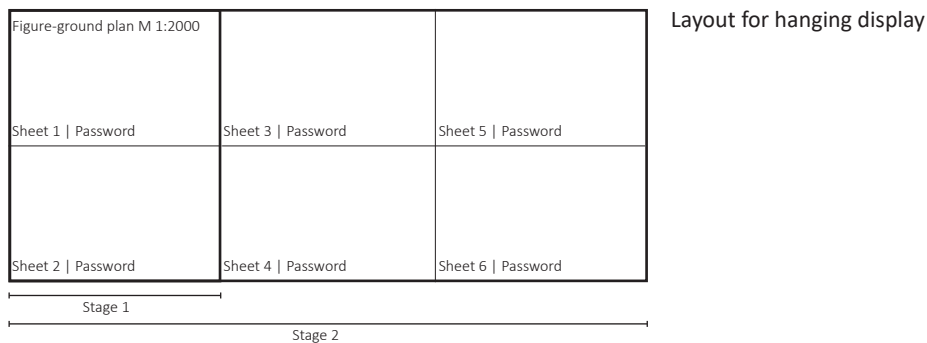 Figure-ground plan M 1:2000
Layout for hanging display
Sheet 1 | Password
Sheet 3 | Password
Sheet 5 | Password
Sheet 2 | Password
Sheet 4 | Password
Sheet 6 | Password
Stage 1
Stage 2